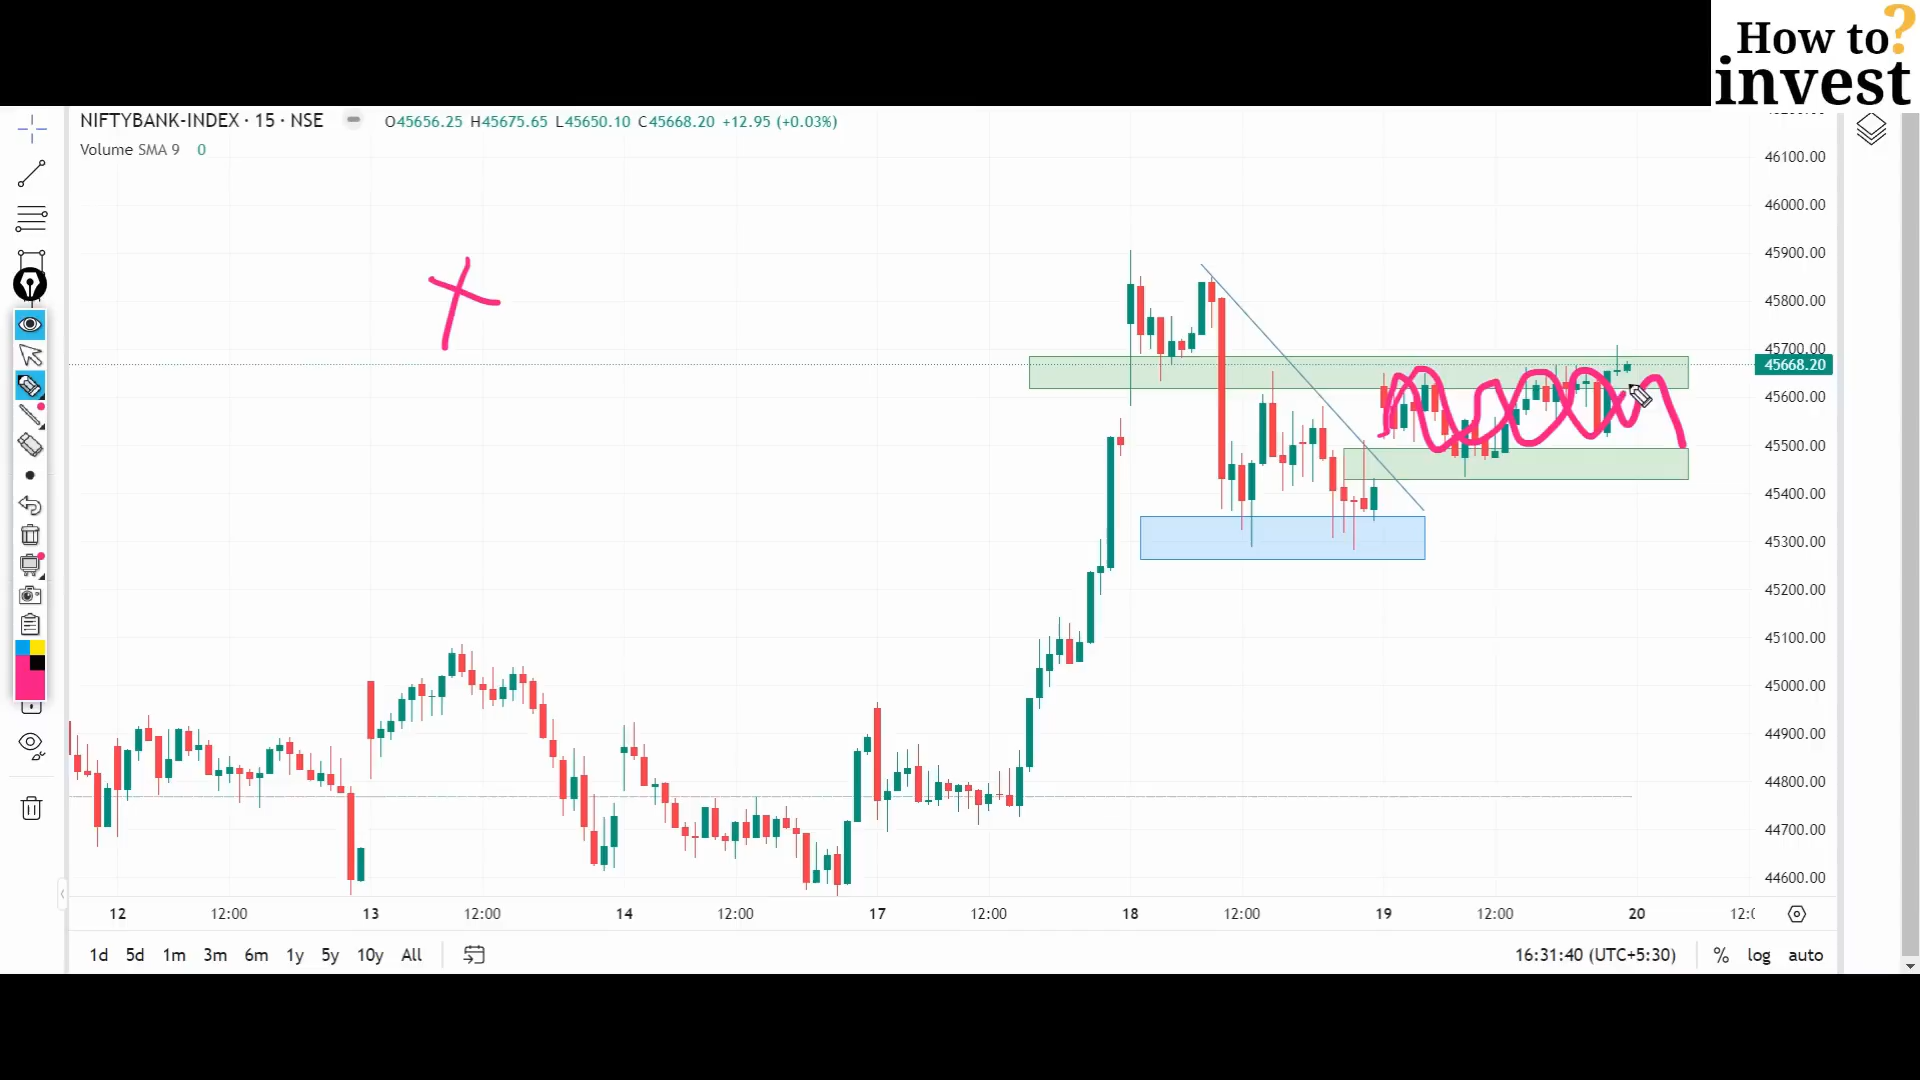 How to?
invest
NIFTYBANK-INDEX · 15 · NSE O45656.25 H45675.65 L45650.10 C45668.20 +12.95 (+0.03%)
Volume SMA 9 0
46100.00
46000.00
45900.00
45800.00
45700.00
45668.20
45600.00
45500.00
45400.00
45300.00
45200.00
45100.00
45000.00
44900.00
44800.00
44700.00
44600.00
12 12:00 13 12:00 14 12:00 17 12:00 18 12:00 19 12:00 20
1d 5d 1m 3m 6m 1y 5y 10y All 16:31:40 (UTC+5:30) % log auto